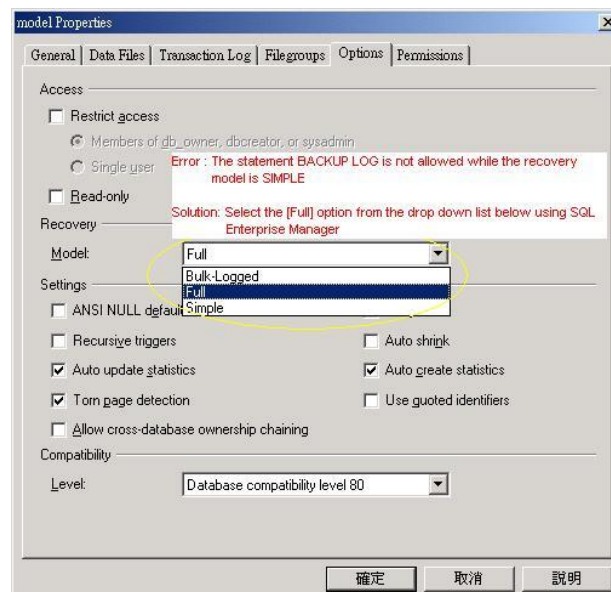 model Properties
General Data Files Transaction Log Filegroups Options Permissions
Access
Restrict access
Members of db_owner, dbcreator, or sysadmin
Single user
Error : The statement BACKUP LOG is not allowed while the recovery
model is SIMPLE
Read-only
Solution: Select the [Full] option from the drop down list below using SQL
Enterprise Manager
Recovery
Model: Full
Bulk-Logged
Full
Simple
Settings
ANSI NULL default
Recursive triggers Auto shrink
Auto update statistics Auto create statistics
Torn page detection Use quoted identifiers
Allow cross-database ownership chaining
Compatibility
Level: Database compatibility level 80
確定 取消 説明